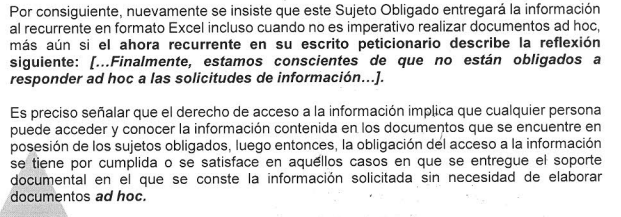 Por consiguiente, nuevamente se insiste que este Sujeto Obligado entregará la información
al recurrente en formato Excel incluso cuando no es imperativo realizar documentos ad hoc,
más aún si el ahora recurrente en su escrito peticionario describe la reflexión
siguiente: [...Finalmente, estamos conscientes de que no están obligados a
responder ad hoc a las solicitudes de información...].
Es preciso señalar que el derecho de acceso a la información implica que cualquier persona
puede acceder y conocer la información contenida en los documentos que se encuentre en
posesión de los sujetos obligados, luego entonces, la obligación del acceso a la información
se tiene por cumplida o se satisface en aquéllos casos en que se entregue el soporte
documental en el que se conste la información solicitada sin necesidad de elaborar
documentos ad hoc.